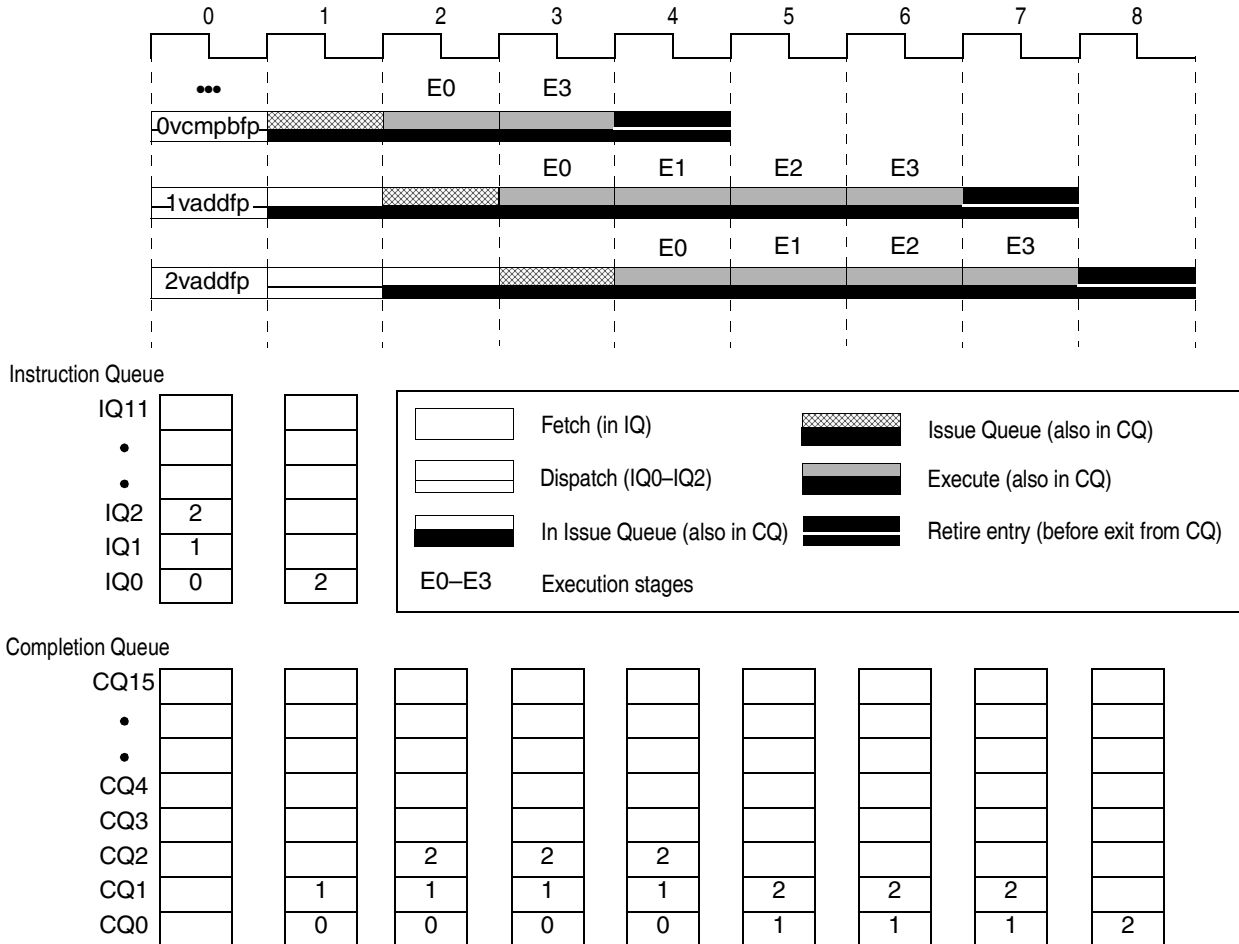 0 1 2 3 4 5 6 7 8
••• E0 E3
0vcmpbfp
E0 E1 E2 E3
1vaddfp
E0 E1 E2 E3
2vaddfp
Instruction Queue
IQ11
•
•
IQ2 2
IQ1 1
IQ0 0 2
Fetch (in IQ)
Dispatch (IQ0–IQ2)
In Issue Queue (also in CQ)
E0–E3 Execution stages
Issue Queue (also in CQ)
Execute (also in CQ)
Retire entry (before exit from CQ)
Completion Queue
CQ15
•
•
CQ4
CQ3
CQ2 2 2 2
CQ1 1 1 1 1 2 2 2
CQ0 0 0 0 0 1 1 1 2